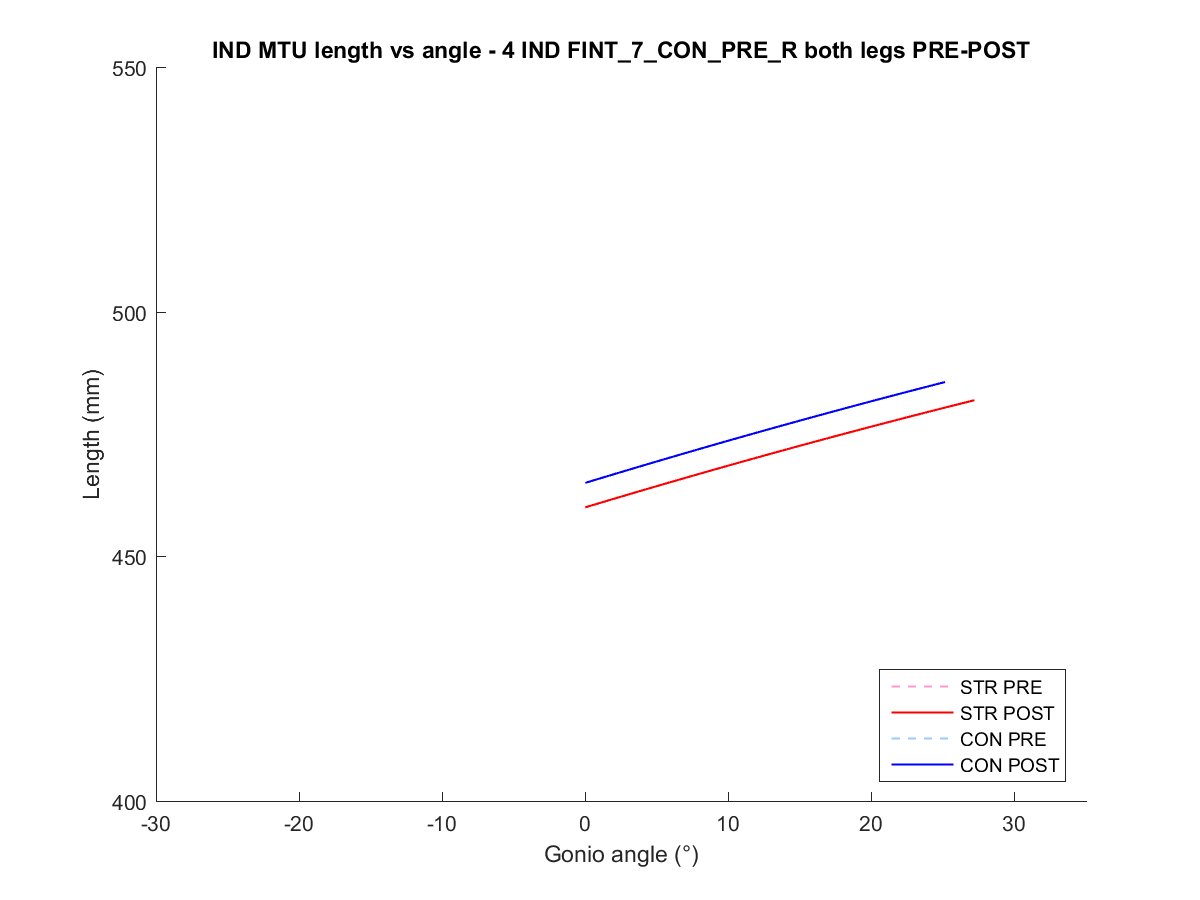 IND MTU length vs angle - 4 IND FINT_7_CON_PRE_R both legs PRE-POST
550
500
450
400
Length (mm)
-30
-20
-10
0
10
20
30
Gonio angle (°)
STR PRE
STR POST
CON PRE
CON POST